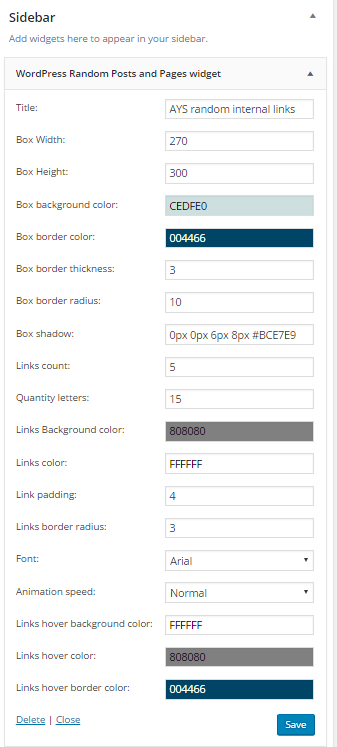 Sidebar
Add widgets here to appear in your sidebar.
WordPress Random Posts and Pages widget
Title: AYS random internal links
Box Width: 270
Box Height: 300
Box background color: CEDFE0
Box border color: 004466
Box border thickness: 3
Box border radius: 10
Box shadow: 0px 0px 6px 8px #BCE7E9
Links count: 5
Quantity letters: 15
Links Background color: 808080
Links color: FFFFFF
Link padding: 4
Links border radius: 3
Font: Arial
Animation speed: Normal
Links hover background color: FFFFFF
Links hover color: 808080
Links hover border color: 004466
Delete | Close Save